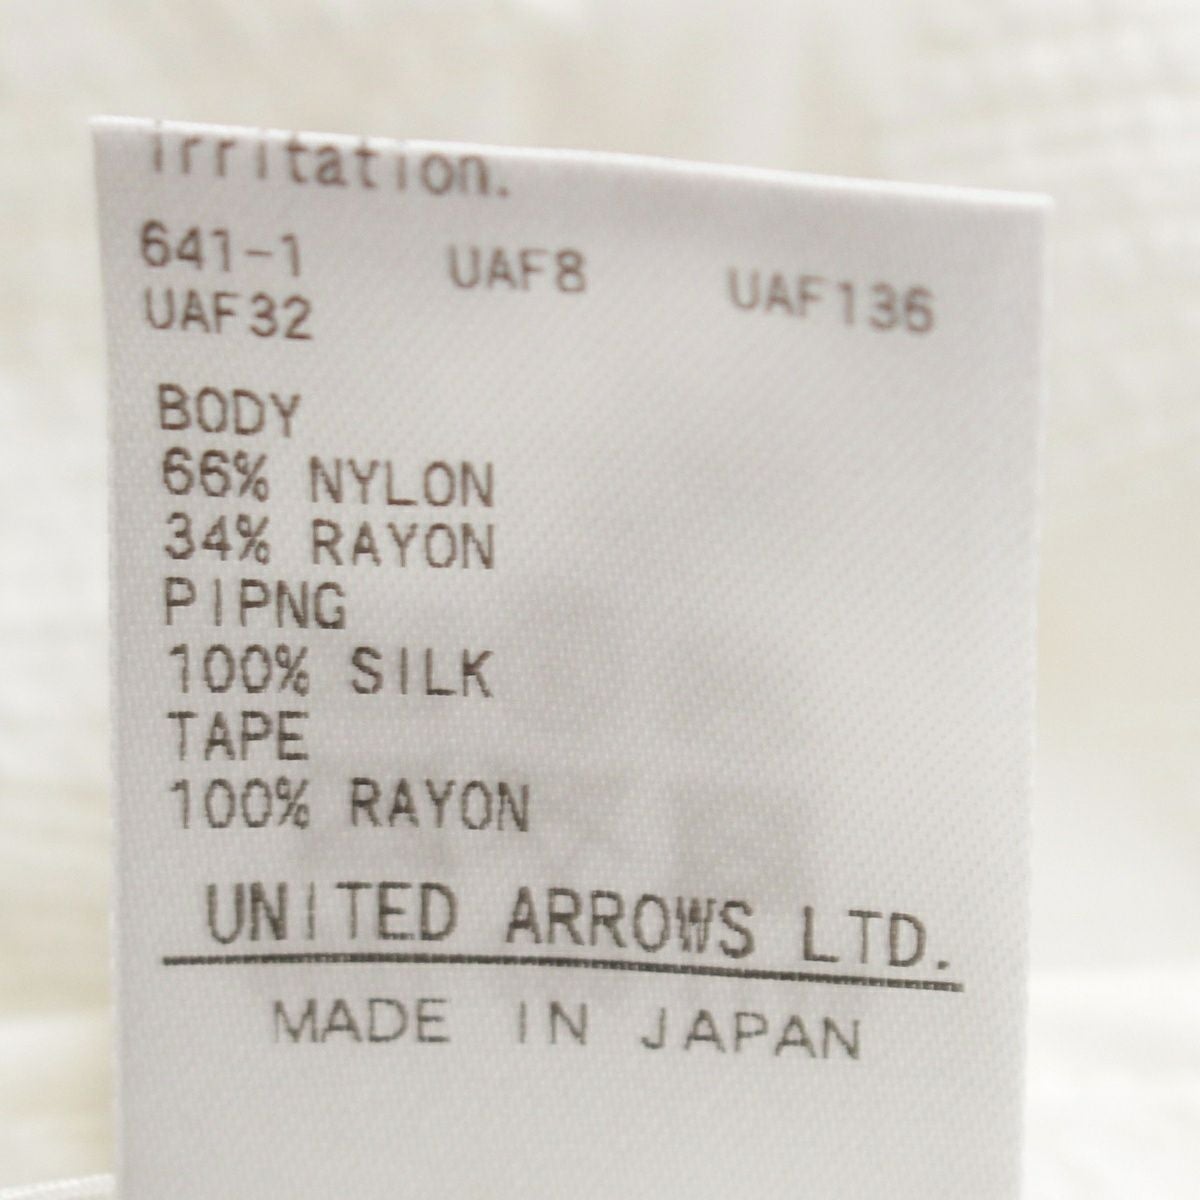 irritation.
641-1 UAF8 UAF136
UAF32
BODY
66% NYLON
34% RAYON
PIPNG
100% SILK
TAPE
100% RAYON
UNITED ARROWS LTD.
MADE IN JAPAN